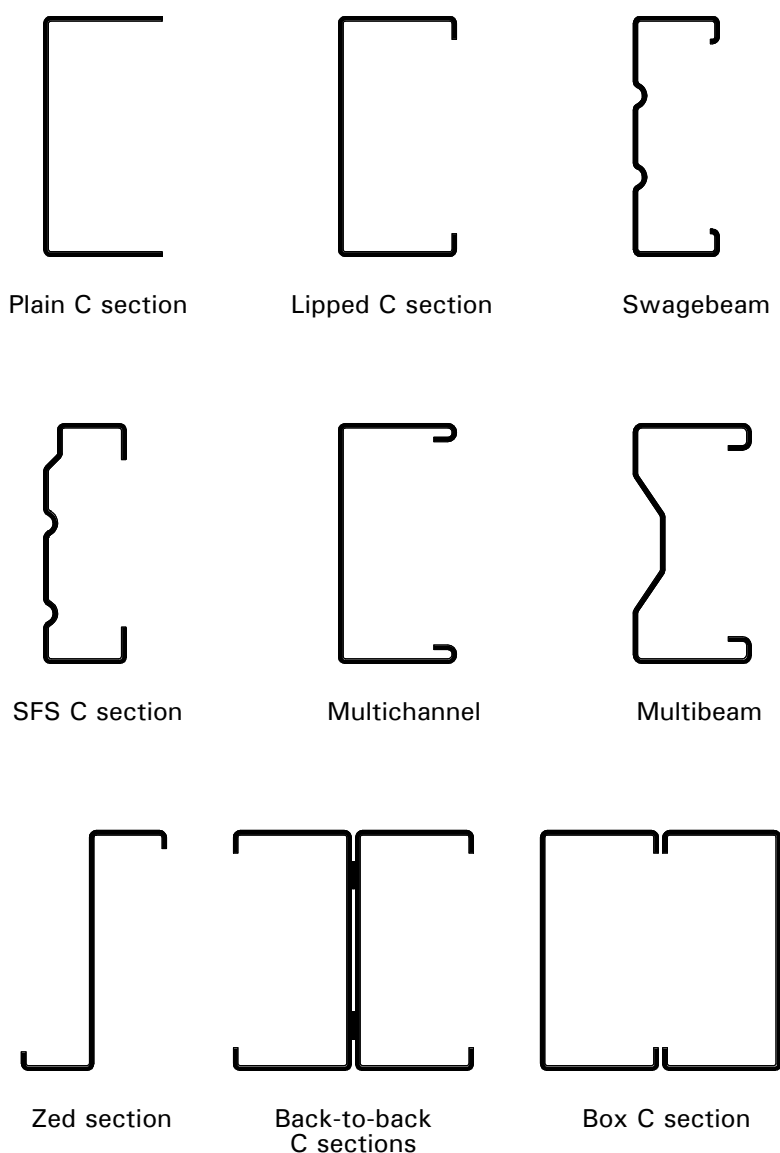 Plain C section
Lipped C section
Swagebeam
SFS C section
Multichannel
Multibeam
Zed section
Back-to-back
C sections
Box C section